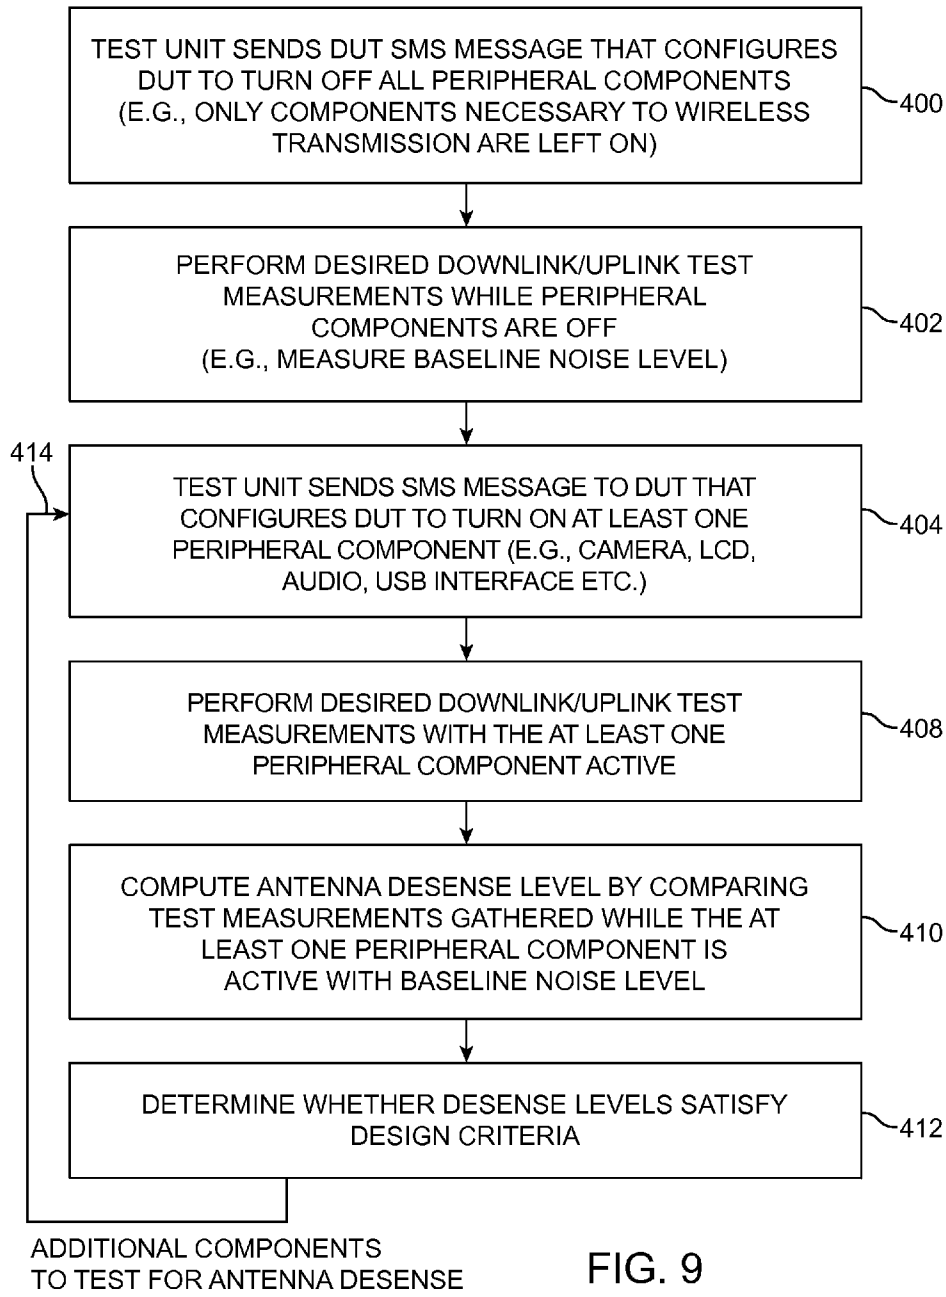 TEST UNIT SENDS DUT SMS MESSAGE THAT CONFIGURES
DUT TO TURN OFF ALL PERIPHERAL COMPONENTS
(E.G., ONLY COMPONENTS NECESSARY TO WIRELESS
TRANSMISSION ARE LEFT ON)
400
PERFORM DESIRED DOWNLINK/UPLINK TEST
MEASUREMENTS WHILE PERIPHERAL
COMPONENTS ARE OFF
(E.G., MEASURE BASELINE NOISE LEVEL)
402
414
TEST UNIT SENDS SMS MESSAGE TO DUT THAT
CONFIGURES DUT TO TURN ON AT LEAST ONE
PERIPHERAL COMPONENT (E.G., CAMERA, LCD,
AUDIO, USB INTERFACE ETC.)
404
PERFORM DESIRED DOWNLINK/UPLINK TEST
MEASUREMENTS WITH THE AT LEAST ONE
PERIPHERAL COMPONENT ACTIVE
408
COMPUTE ANTENNA DESENSE LEVEL BY COMPARING
TEST MEASUREMENTS GATHERED WHILE THE AT
LEAST ONE PERIPHERAL COMPONENT IS
ACTIVE WITH BASELINE NOISE LEVEL
410
DETERMINE WHETHER DESENSE LEVELS SATISFY
DESIGN CRITERIA
412
ADDITIONAL COMPONENTS
TO TEST FOR ANTENNA DESENSE
FIG. 9